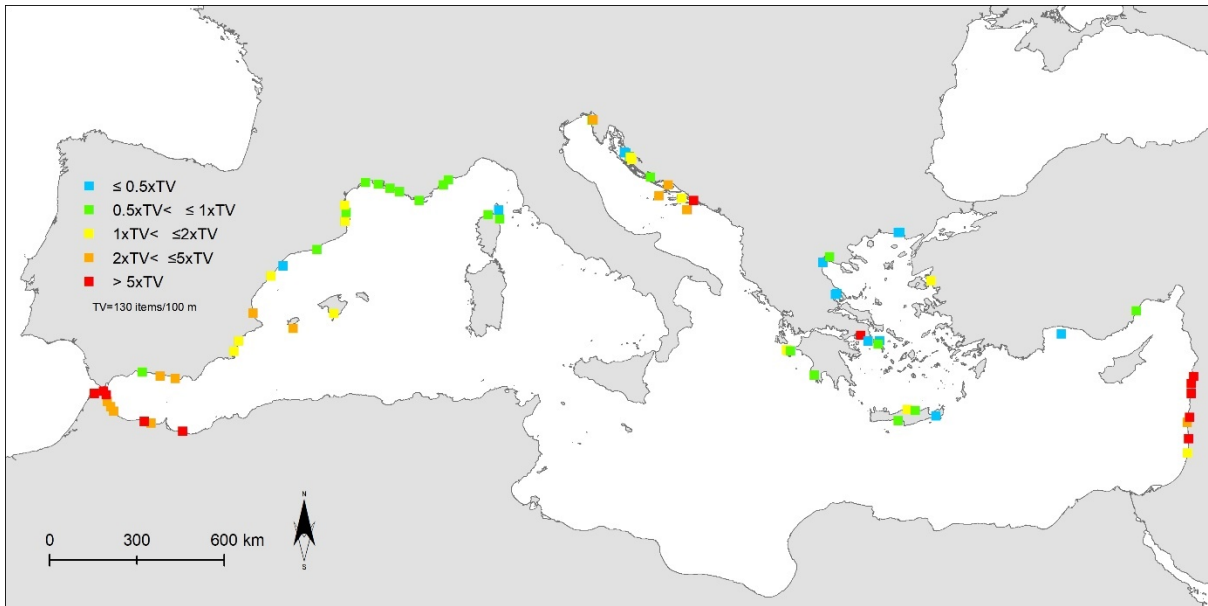 ≤ 0.5xTV
0.5xTV< ≤ 1xTV
1xTV< ≤2xTV
2xTV< ≤5xTV
> 5xTV
TV=130 items/100 m
N
S
0 300 600 km